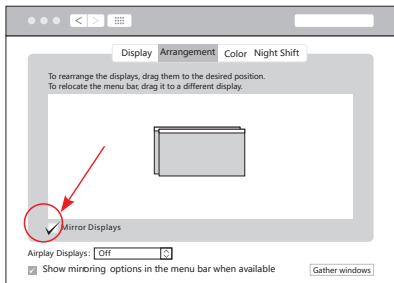 Display Arrangement Color Night Shift
To rearrange the displays, drag them to the desired position.
To relocate the menu bar, drag it to a different display.
Mirror Displays
Airplay Displays: Off
Show mirroring options in the menu bar when available
Gather windows